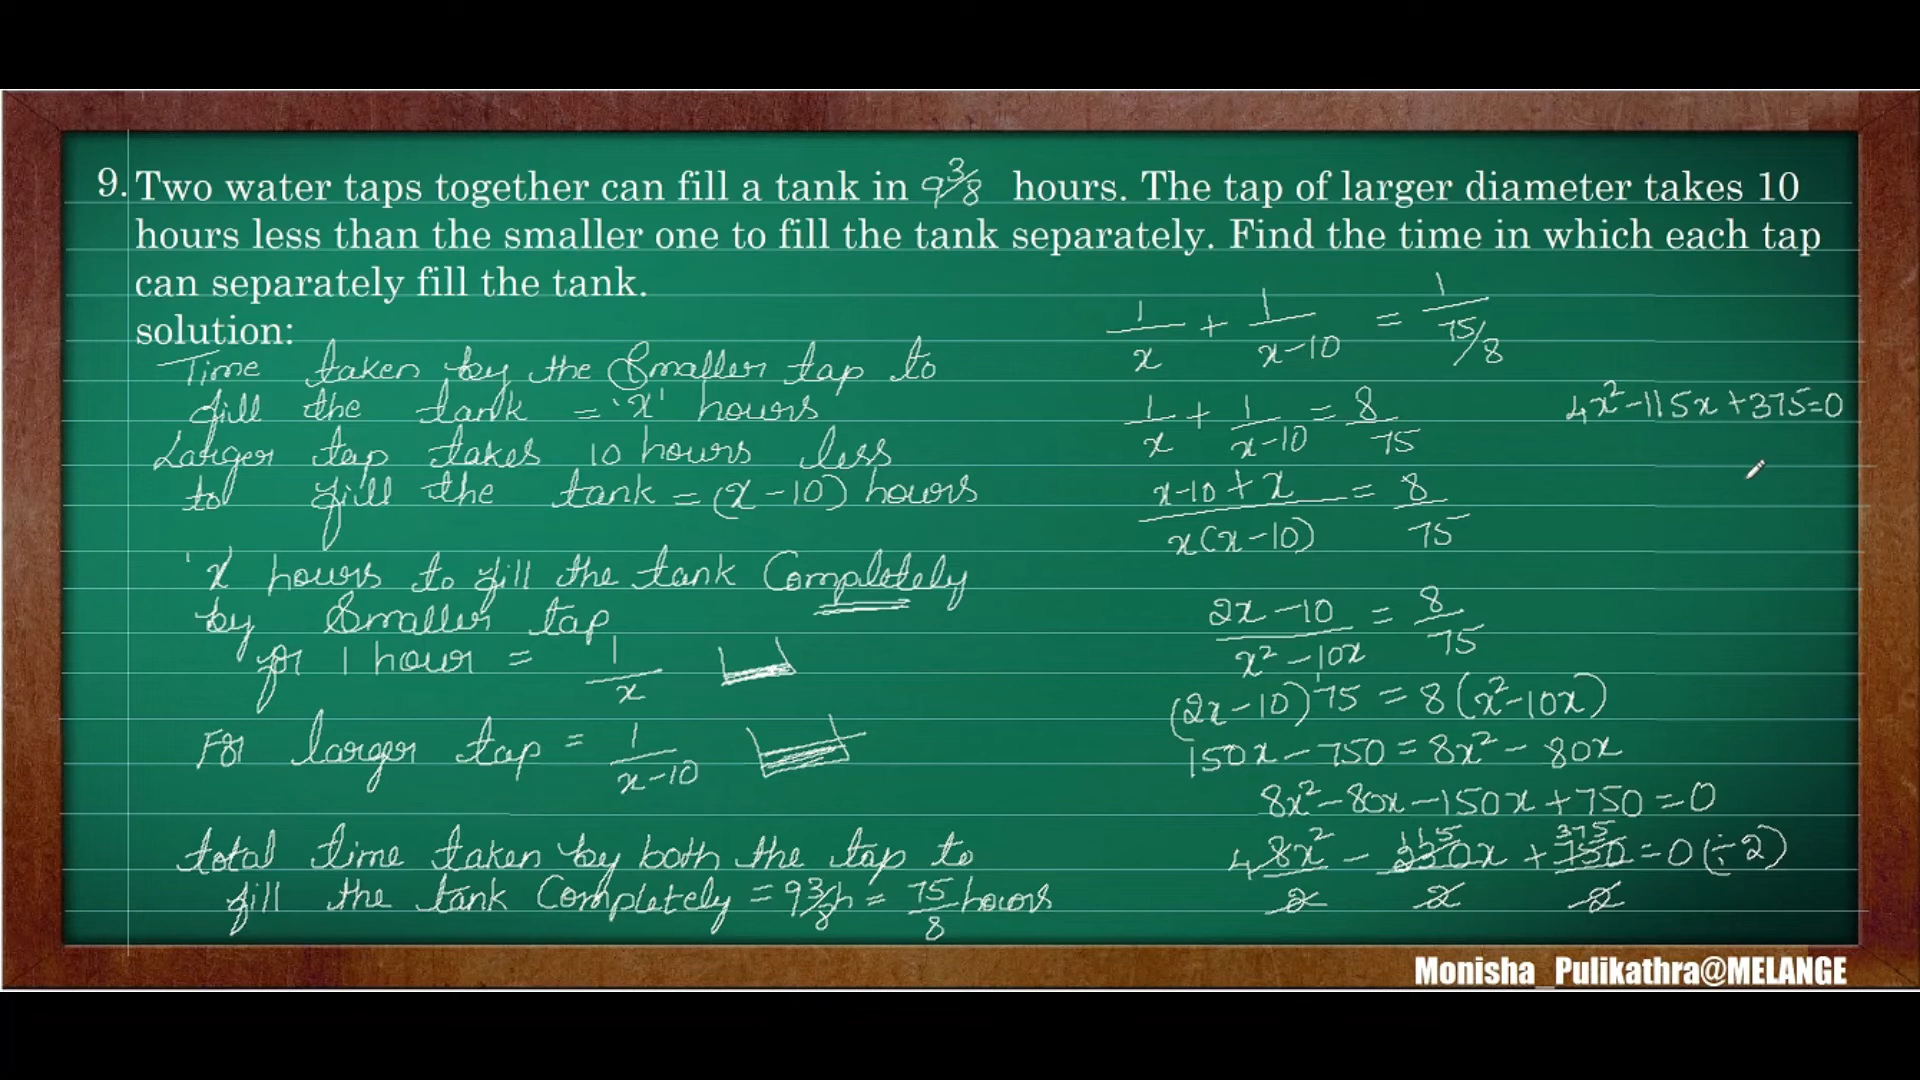 9. Two water taps together can fill a tank in 9 3/8 hours. The tap of larger diameter takes 10
hours less than the smaller one to fill the tank separately. Find the time in which each tap
can separately fill the tank.
solution:
Time taken by the Smaller tap to
fill the tank = 'x' hours
Larger tap takes 10 hours less
to fill the tank = (x-10) hours
'x' hours to fill the tank Completely
by Smaller tap
for 1 hour = 1/x
For larger tap = 1/(x-10)
total time taken by both the tap to
fill the tank Completely = 9 3/8 h = 75/8 hours
1/x + 1/(x-10) = 1/(75/8)
1/x + 1/(x-10) = 8/75
(x-10+x)/(x(x-10)) = 8/75
(2x-10)/(x²-10x) = 8/75
(2x-10)75 = 8(x²-10x)
150x-750 = 8x²-80x
8x²-80x-150x+750=0
4 8x²/2 - 115 230x/2 + 375 750/2 = 0 (÷2)
4x²-115x+375=0
Monisha_Pulikathra@MELANGE